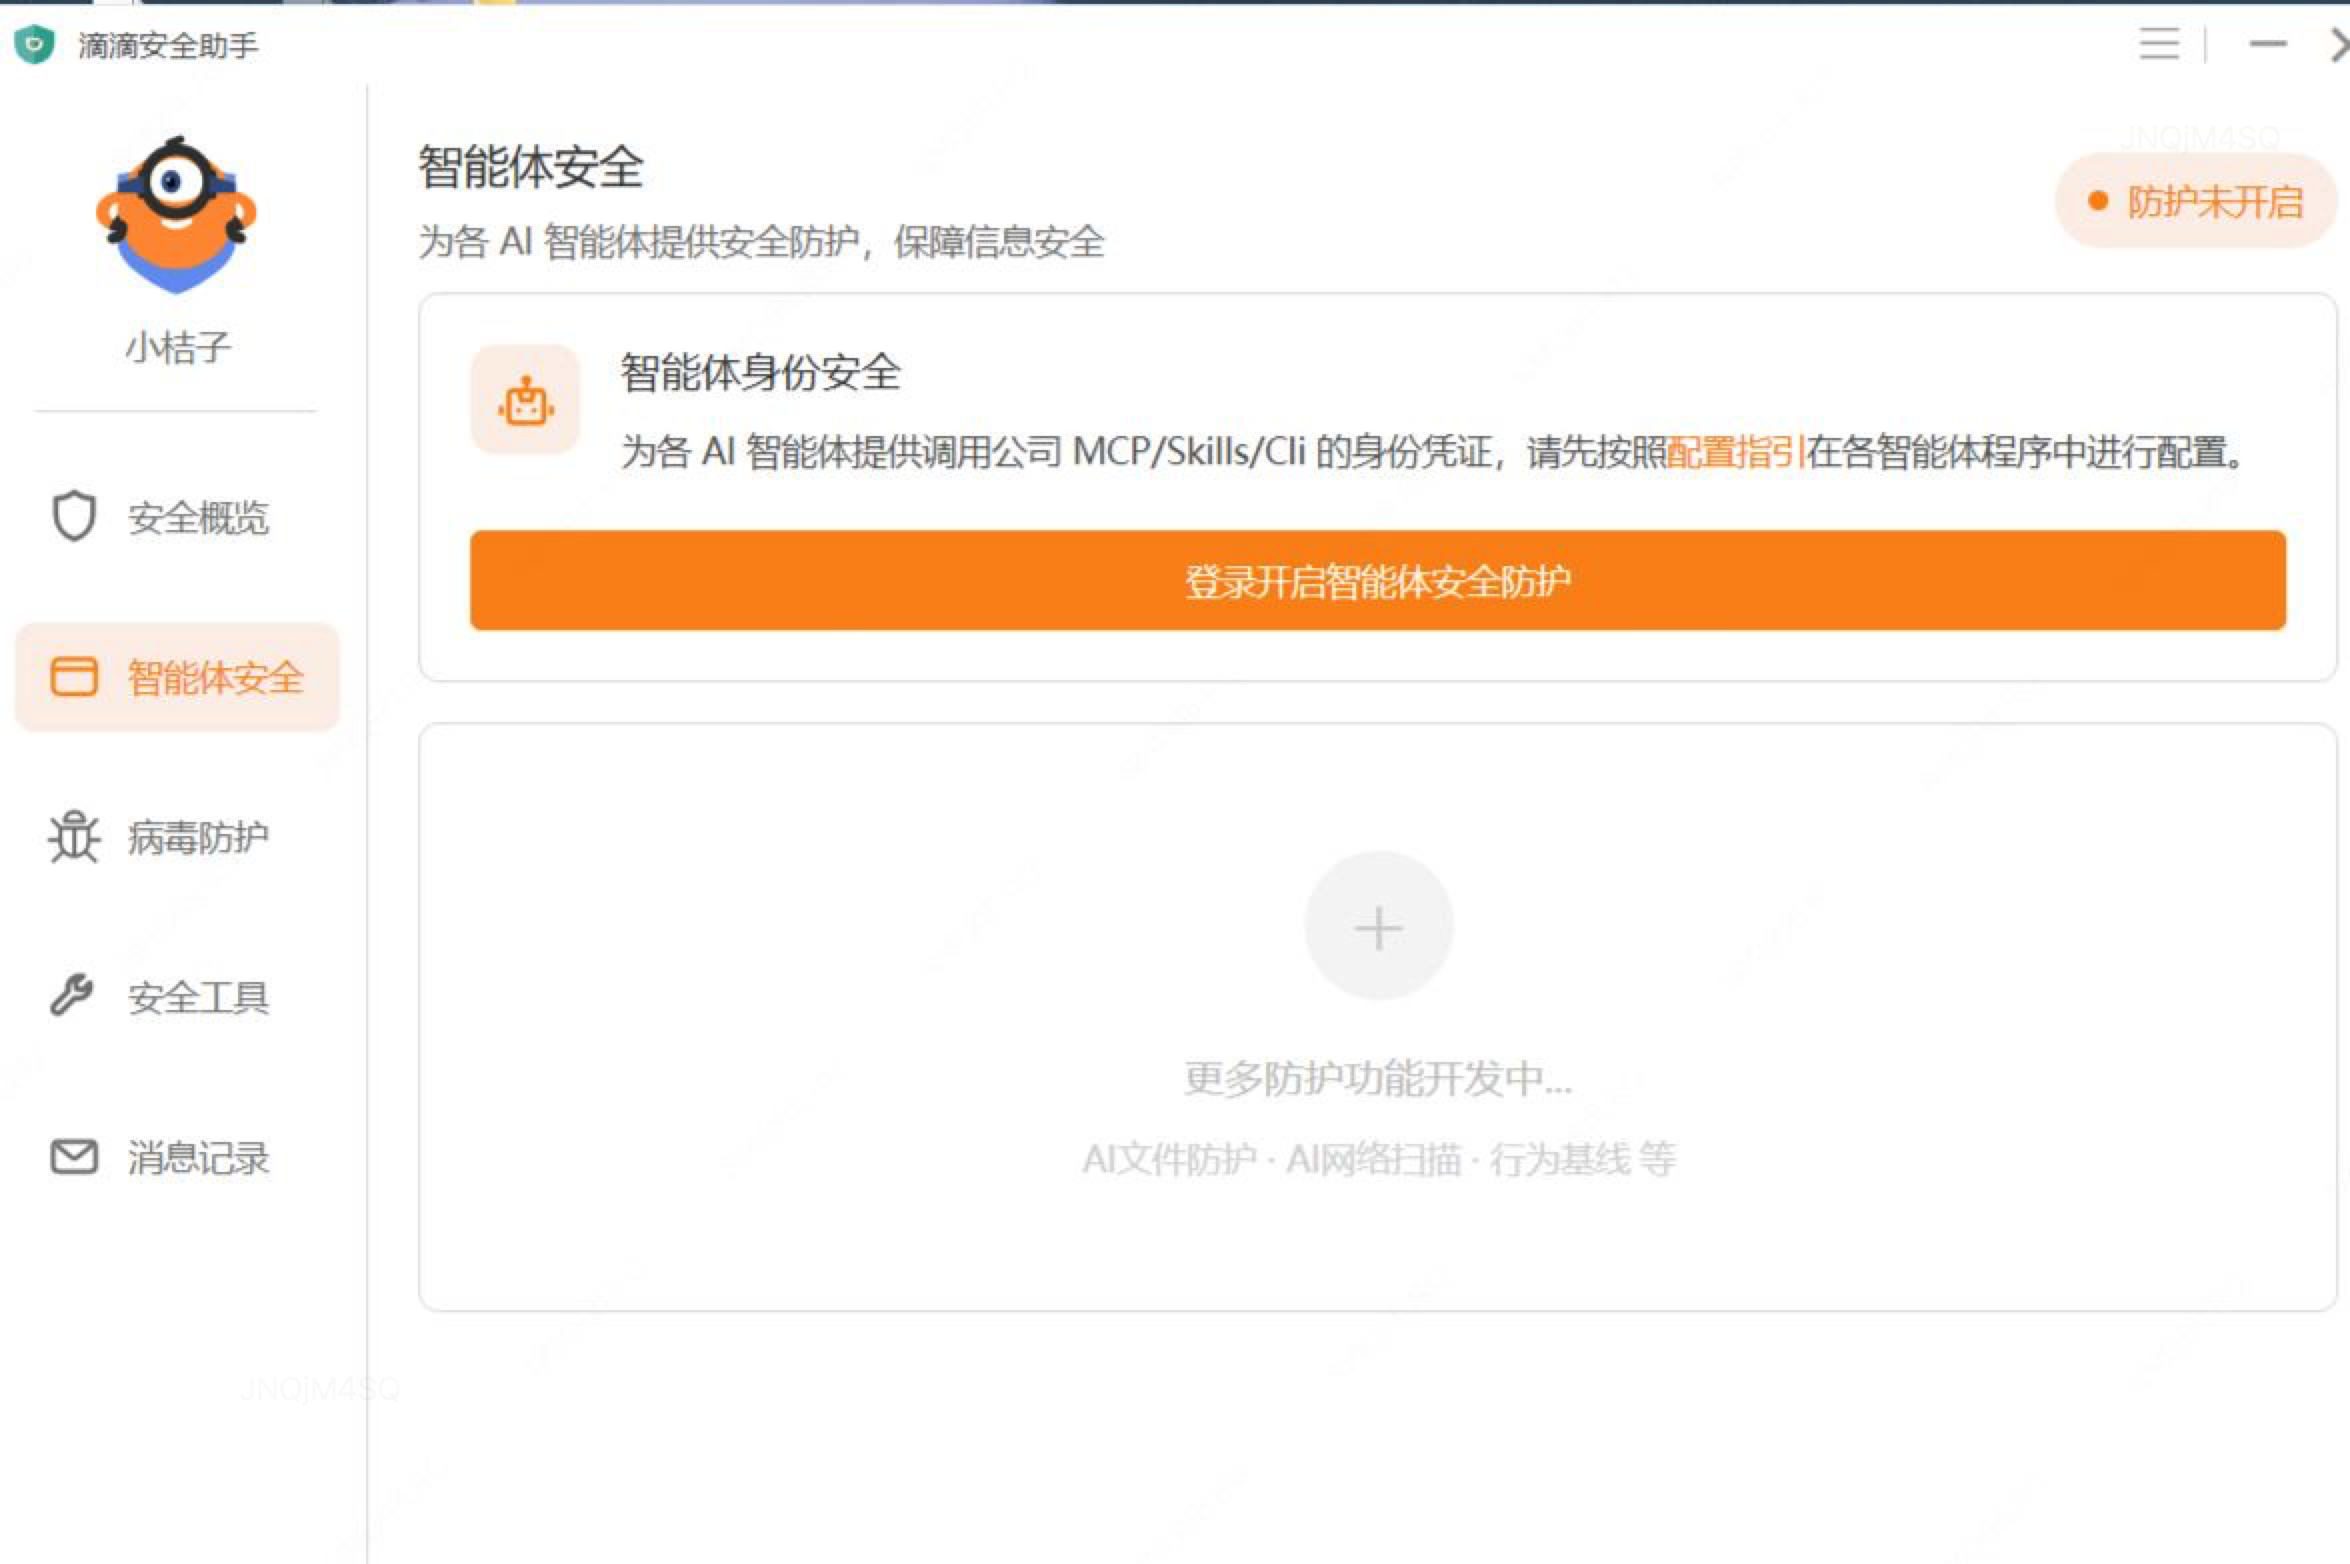 滴滴安全助手
小桔子
安全概览
智能体安全
病毒防护
安全工具
消息记录
智能体安全
为各 AI 智能体提供安全防护，保障信息安全
JNQjM4SQ
防护未开启
智能体身份安全
为各 AI 智能体提供调用公司 MCP/Skills/Cli 的身份凭证，请先按照配置指引在各智能体程序中进行配置。
登录开启智能体安全防护
更多防护功能开发中...
AI文件防护 · AI网络扫描 · 行为基线 等
JNQjM4SQ